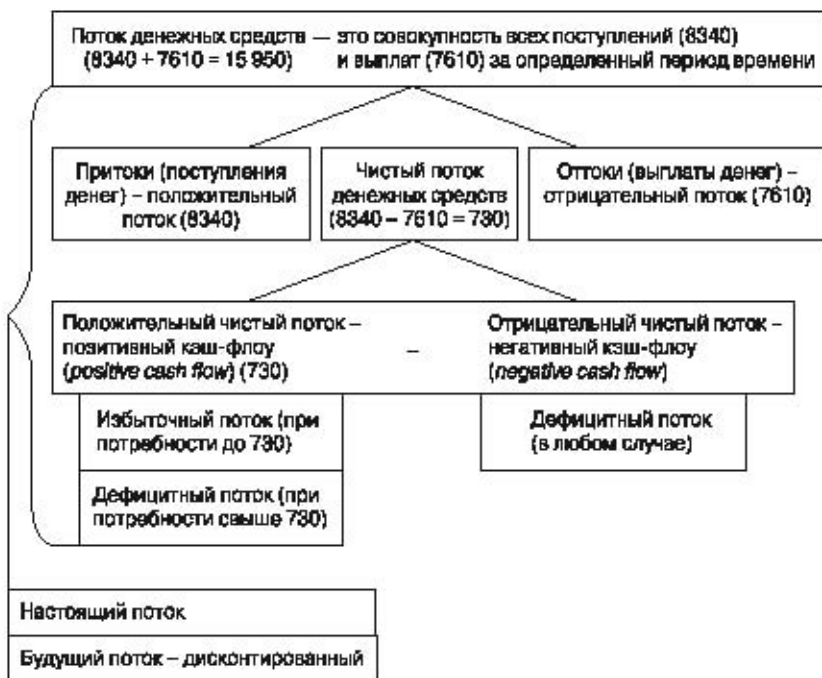 Поток денежных средств — это совокупность всех поступлений (8340)
(8340 + 7610 = 15 950) и выплат (7610) за определенный период времени
Притоки (поступления
денег) – положительный
поток (8340)
Чистый поток
денежных средств
(8340 – 7610 = 730)
Оттоки (выплаты денег) –
отрицательный поток (7610)
Положительный чистый поток –
позитивный кэш-флоу
(positive cash flow) (730)
–
Отрицательный чистый поток –
негативный кэш-флоу
(negative cash flow)
Избыточный поток (при
потребности до 730)
Дефицитный поток (при
потребности свыше 730)
Дефицитный поток
(в любом случае)
Настоящий поток
Будущий поток – дисконтированный